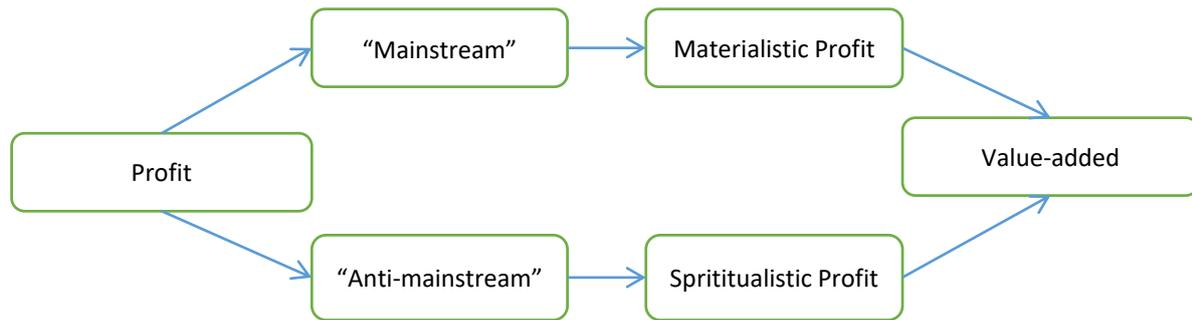 “Mainstream”
Materialistic Profit
Profit
Value-added
“Anti-mainstream”
Sprititualistic Profit